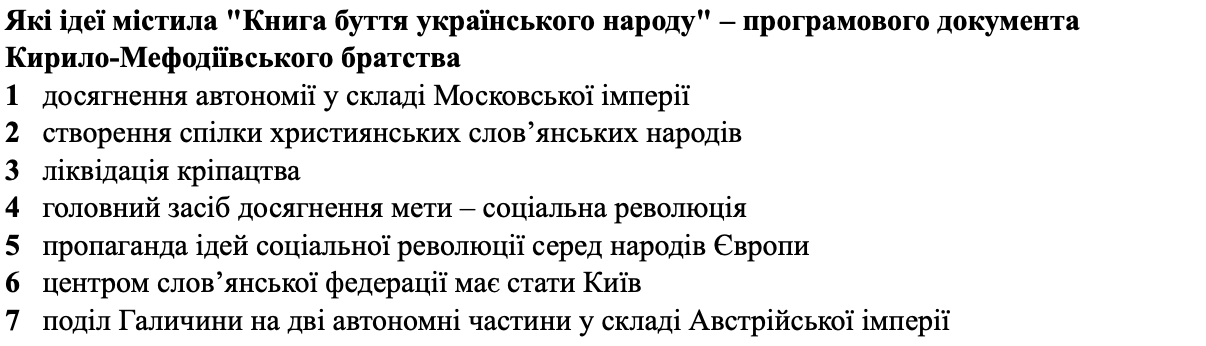 Які ідеї містила "Книга буття українського народу" – програмового документа
Кирило-Мефодіївського братства
1 досягнення автономії у складі Московської імперії
2 створення спілки християнських слов’янських народів
3 ліквідація кріпацтва
4 головний засіб досягнення мети – соціальна революція
5 пропаганда ідей соціальної революції серед народів Європи
6 центром слов’янської федерації має стати Київ
7 поділ Галичини на дві автономні частини у складі Австрійської імперії